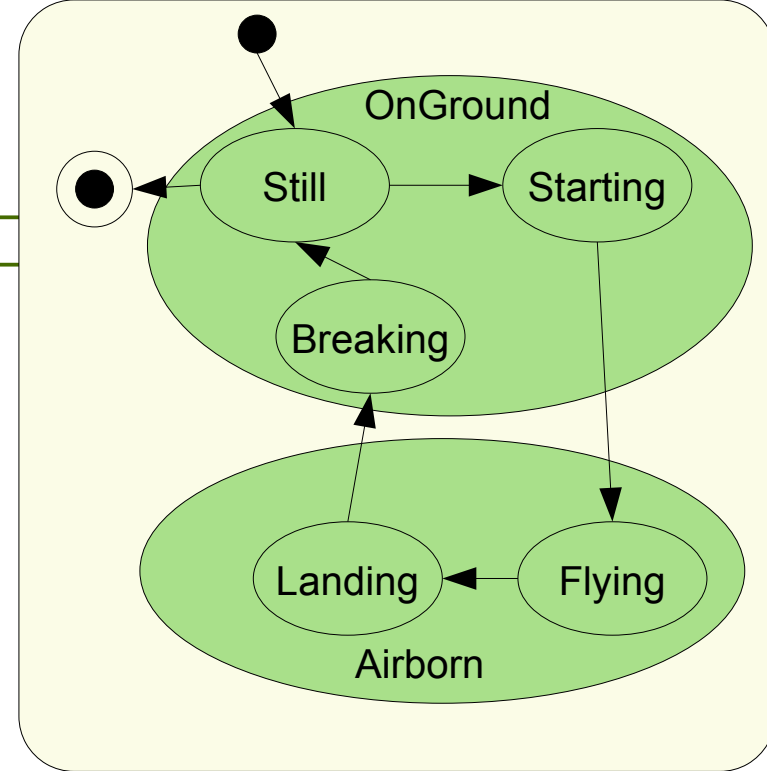 OnGround
Still
Starting
Breaking
Landing
Flying
Airborn